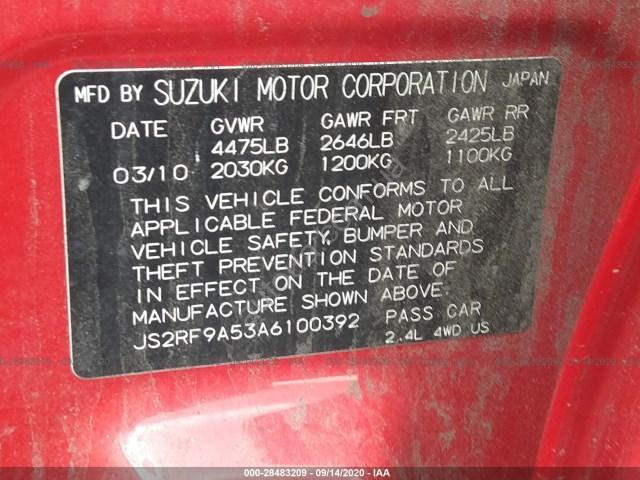 MFD BY SUZUKI MOTOR CORPORATION JAPAN
DATE GVWR GAWR FRT GAWR RR
4475LB 2646LB 2425LB
03/10 2030KG 1200KG 1100KG
THIS VEHICLE CONFORMS TO ALL
APPLICABLE FEDERAL MOTOR
VEHICLE SAFETY, BUMPER AND
THEFT PREVENTION STANDARDS
IN EFFECT ON THE DATE OF
MANUFACTURE SHOWN ABOVE.
JS2RF9A53A6100392 PASS CAR
2.4L 4WD US
000-28483209 - 09/14/2020 - IAA